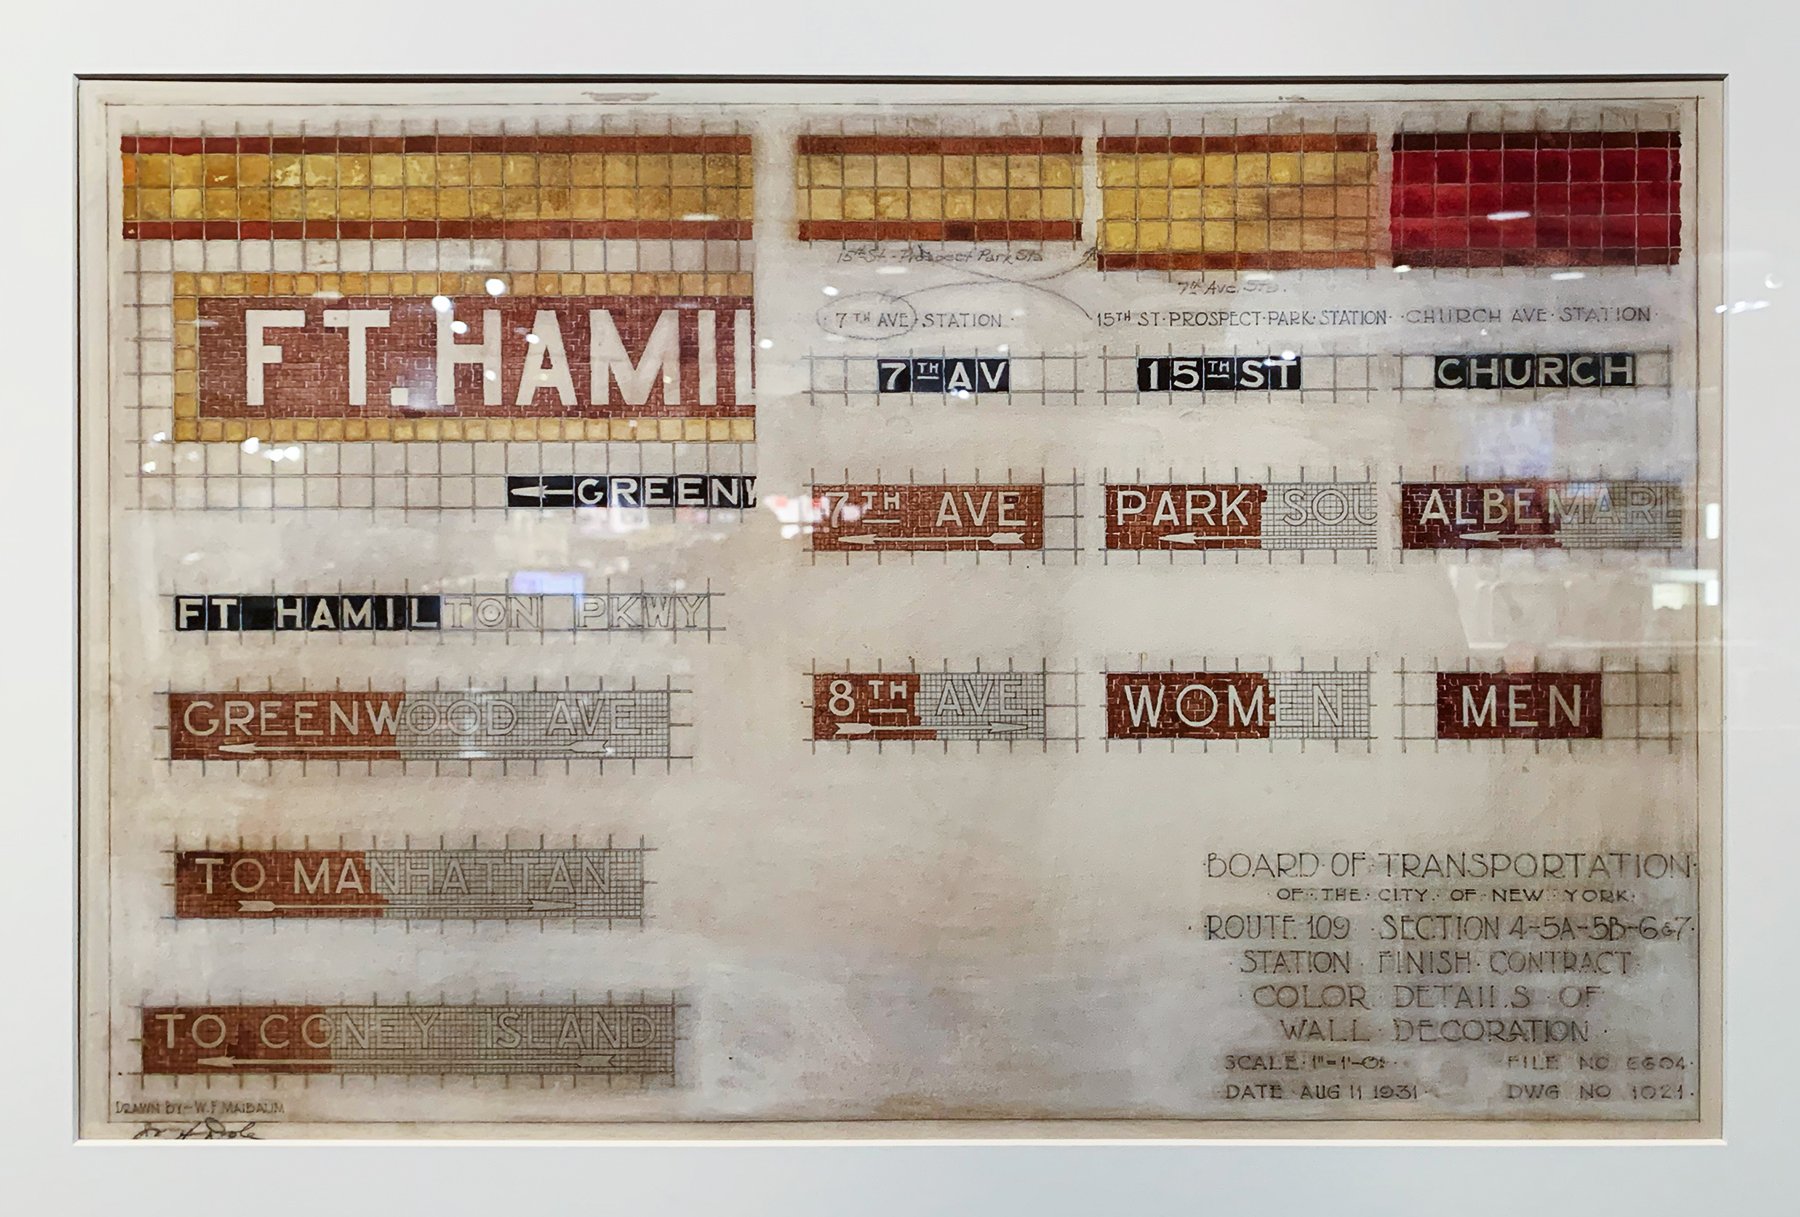 FT. HAMIL
← GREENW
FT HAMILTON PKWY
GREENWOOD AVE.
TO MANHATTAN
TO CONEY ISLAND
DRAWN BY-W.F. MAIBAUM
15th St - Prospect Park Sta
7th Ave. Sta.
7TH AVE · STATION ·
15TH ST · PROSPECT · PARK · STATION ·
· CHURCH AVE · STATION ·
7TH AV
15TH ST
CHURCH
7TH AVE.
PARK SOU
ALBEMARL
8TH AVE
WOMEN
MEN
· BOARD · OF · TRANSPORTATION ·
· OF · THE · CITY · OF · NEW · YORK ·
· ROUTE 109 · SECTION 4-5A-5B-6&7 ·
· STATION · FINISH · CONTRACT ·
· COLOR · DETAILS · OF ·
WALL · DECORATION ·
SCALE · 1"=1'-0" · FILE NO
· DATE · AUG 11 1931 · DWG NO 1021 ·